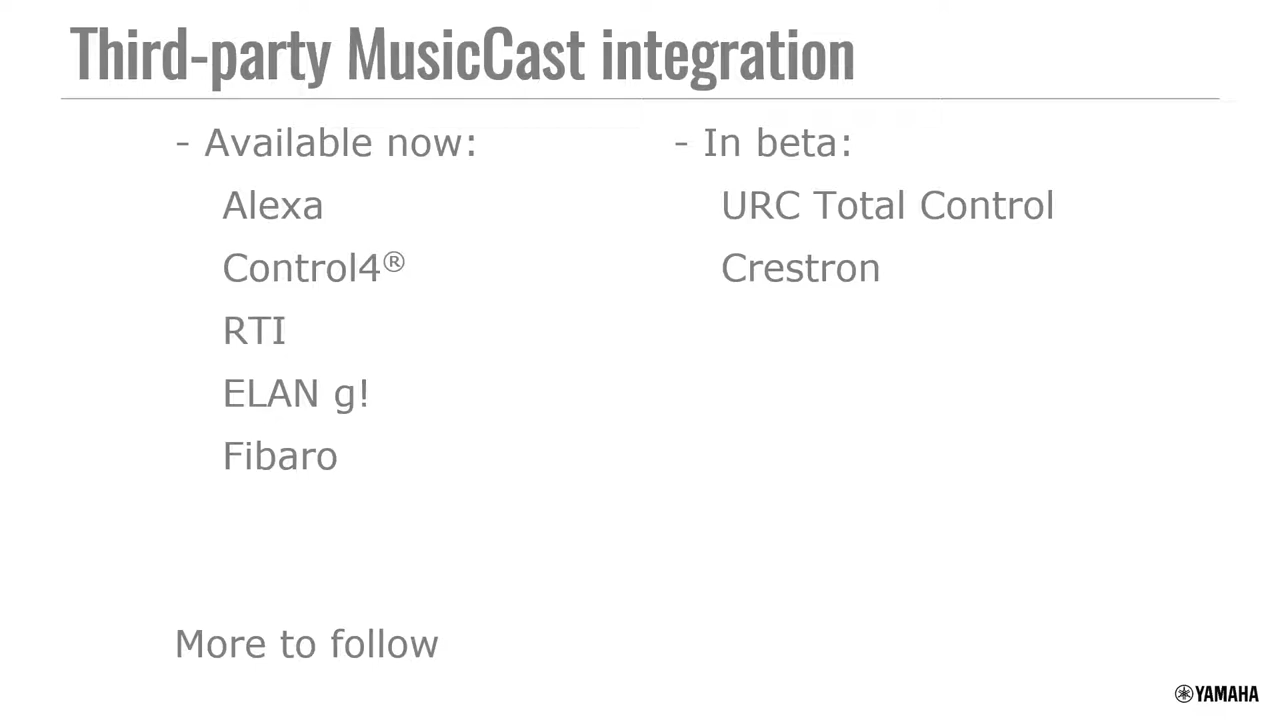 Third-party MusicCast integration
- Available now:
Alexa
Control4®
RTI
ELAN g!
Fibaro
- In beta:
URC Total Control
Crestron
More to follow
YAMAHA